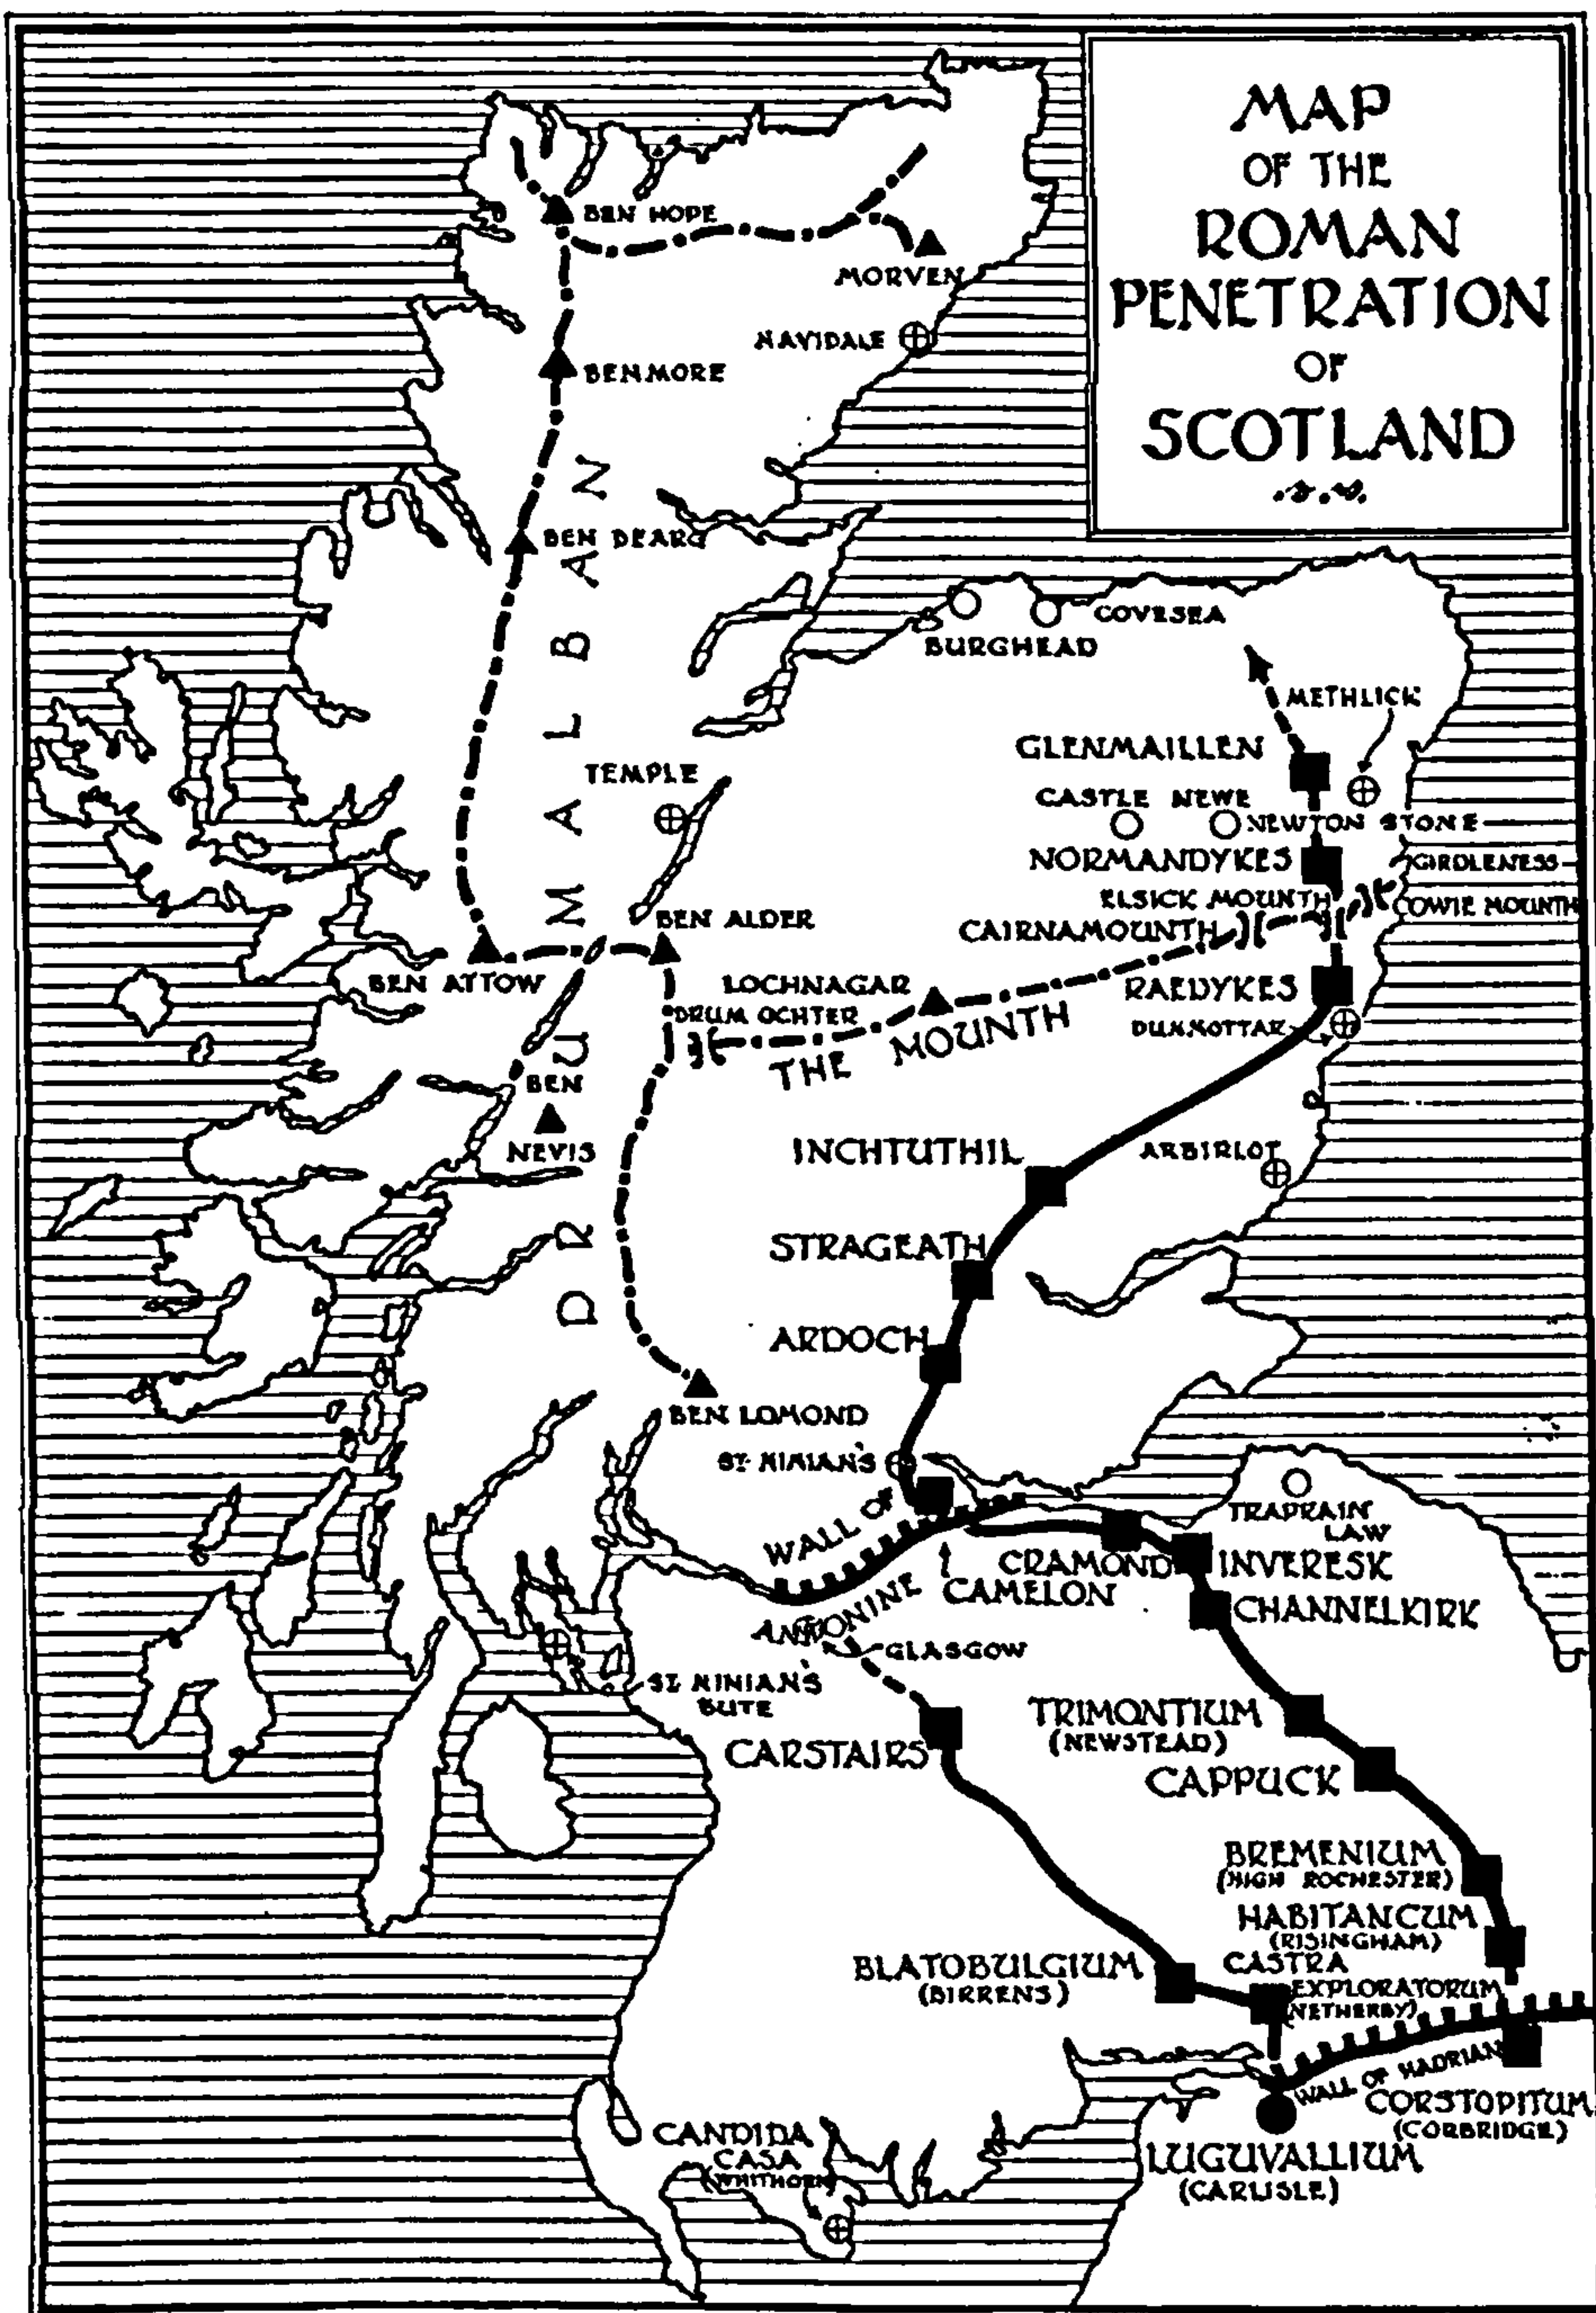 MAP
OF THE
ROMAN
PENETRATION
OF
SCOTLAND
BEN HOPE
MORVEN
NAVIDALE
BENMORE
BEN DEARG
DRUM ALBAN
COVESEA
BURGHEAD
METHLICK
GLENMAILLEN
TEMPLE
CASTLE NEWE
NEWTON STONE
NORMANDYKES
GIRDLENESS
ELSICK MOUNTH
COWIE MOUNTH
CAIRNAMOUNTH
BEN ALDER
BEN ATTOW
LOCHNAGAR
RAEDYKES
DRUM OCHTER
DUNNOTTAR
THE MOUNTH
BEN
NEVIS
INCHTUTHIL
ARBIRLOT
STRAGEATH
ARDOCH
BEN LOMOND
ST. NINIAN'S
TRAPRAIN
LAW
WALL OF
ANTONINE
CRAMOND
INVERESK
CAMELON
CHANNELKIRK
GLASGOW
ST. NINIAN'S
BUTE
CARSTAIRS
TRIMONTIUM
(NEWSTEAD)
CAPPUCK
BREMENIUM
(HIGH ROCHESTER)
HABITANCUM
(RISINGHAM)
BLATOBULGIUM
(BIRRENS)
CASTRA
EXPLORATORUM
(NETHERBY)
WALL OF HADRIAN
CORSTOPITUM
(CORBRIDGE)
LUGUVALLIUM
(CARLISLE)
CANDIDA
CASA
(WHITHORN)